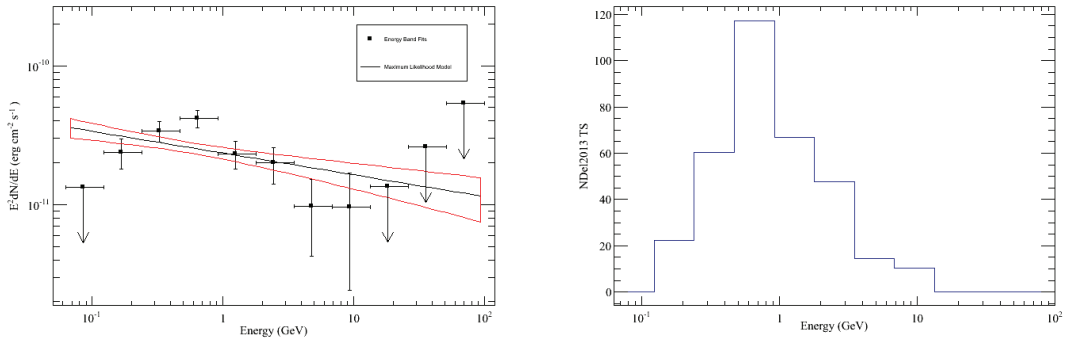 Energy Band Fits
Maximum Likelihood Model
10⁻¹⁰
10⁻¹¹
E²dN/dE (erg cm⁻² s⁻¹)
10⁻¹ 1 10 10²
Energy (GeV)
120
100
80
60
40
20
0
NDel2013 TS
10⁻¹ 1 10 10²
Energy (GeV)